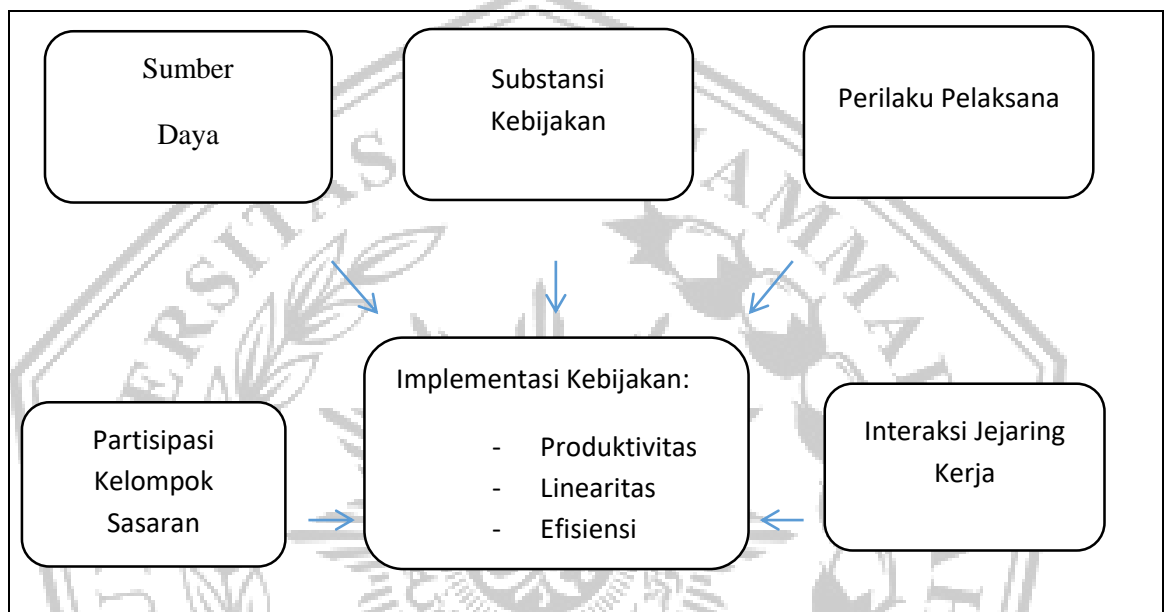 Sumber
Daya
Substansi
Kebijakan
Perilaku Pelaksana
Implementasi Kebijakan:
- Produktivitas
- Linearitas
- Efisiensi
Partisipasi
Kelompok
Sasaran
Interaksi Jejaring
Kerja